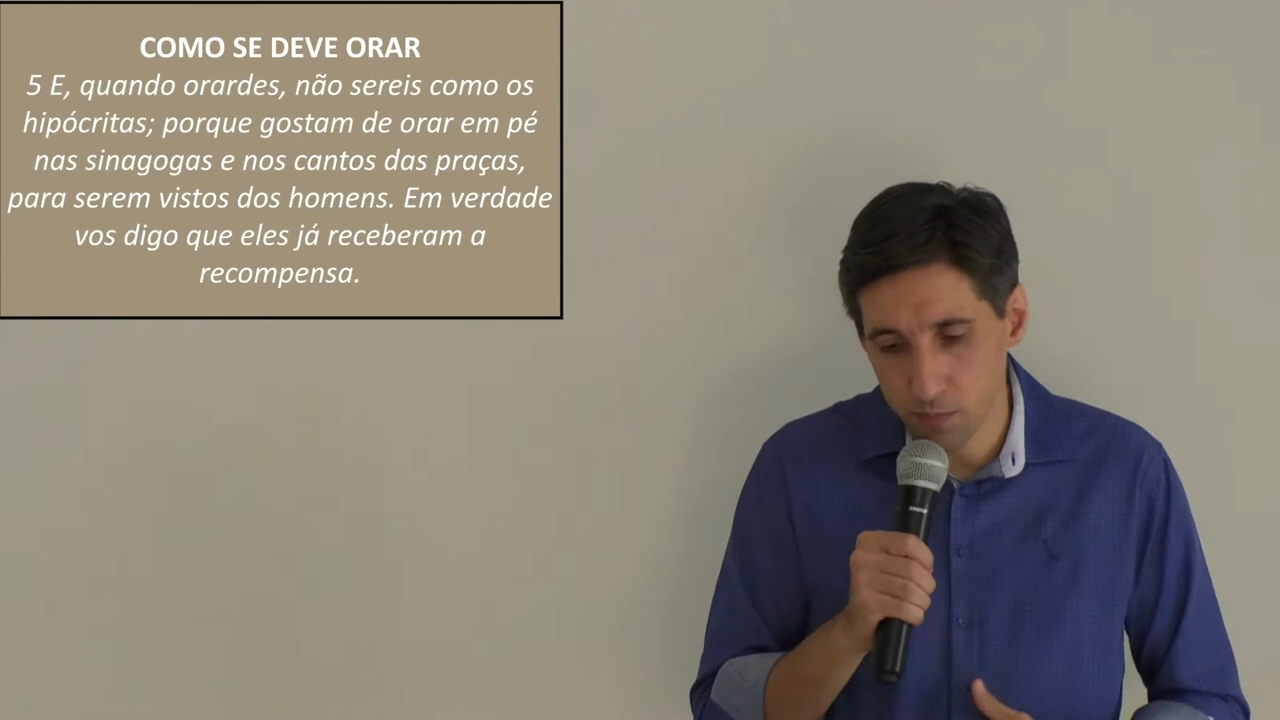 COMO SE DEVE ORAR
5 E, quando orardes, não sereis como os
hipócritas; porque gostam de orar em pé
nas sinagogas e nos cantos das praças,
para serem vistos dos homens. Em verdade
vos digo que eles já receberam a
recompensa.